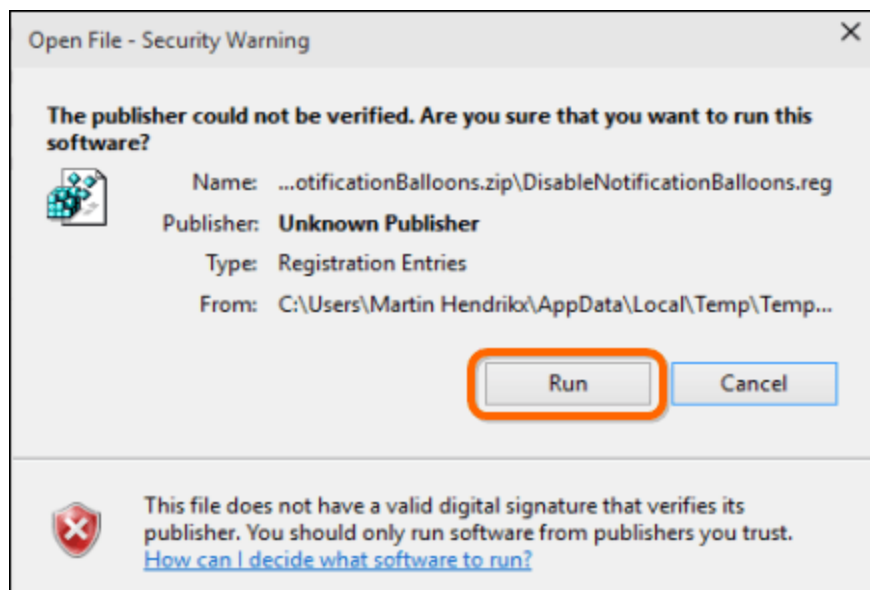 Open File - Security Warning
The publisher could not be verified. Are you sure that you want to run this
software?
Name: ...otificationBalloons.zip\DisableNotificationBalloons.reg
Publisher: Unknown Publisher
Type: Registration Entries
From: C:\Users\Martin Hendrikx\AppData\Local\Temp\Temp...
Run Cancel
This file does not have a valid digital signature that verifies its
publisher. You should only run software from publishers you trust.
How can I decide what software to run?